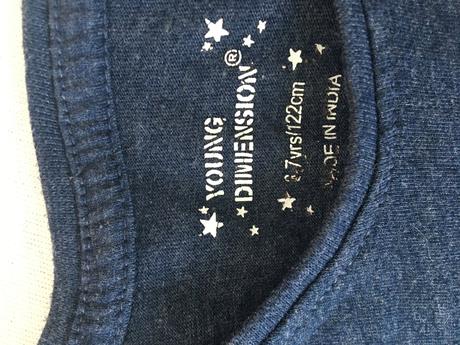 YOUNG
DIMENSION®
6-7yrs/122cm
MADE IN INDIA